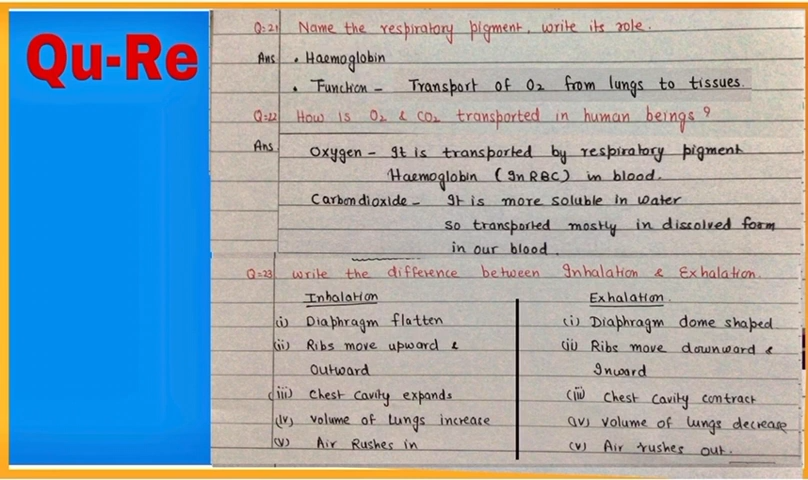 Qu-Re
Q:21 Name the respiratory pigment, write its role.
Ans • Haemoglobin
• Function - Transport of O2 from lungs to tissues.
Q:22 How is O2 & CO2 transported in human beings?
Ans. Oxygen - It is transported by respiratory pigment
Haemoglobin (In RBC) in blood.
Carbondioxide - It is more soluble in water
so transported mostly in dissolved form
in our blood.
Q:23 Write the difference between Inhalation & Exhalation.
Inhalation
(i) Diaphragm flatten
(ii) Ribs move upward &
Outward
(iii) Chest Cavity expands
(iv) Volume of Lungs increase
(v) Air Rushes in
Exhalation.
(i) Diaphragm dome shaped
(ii) Ribs move downward &
Inward
(iii) Chest Cavity contract
(iv) Volume of lungs decrease
(v) Air rushes out.